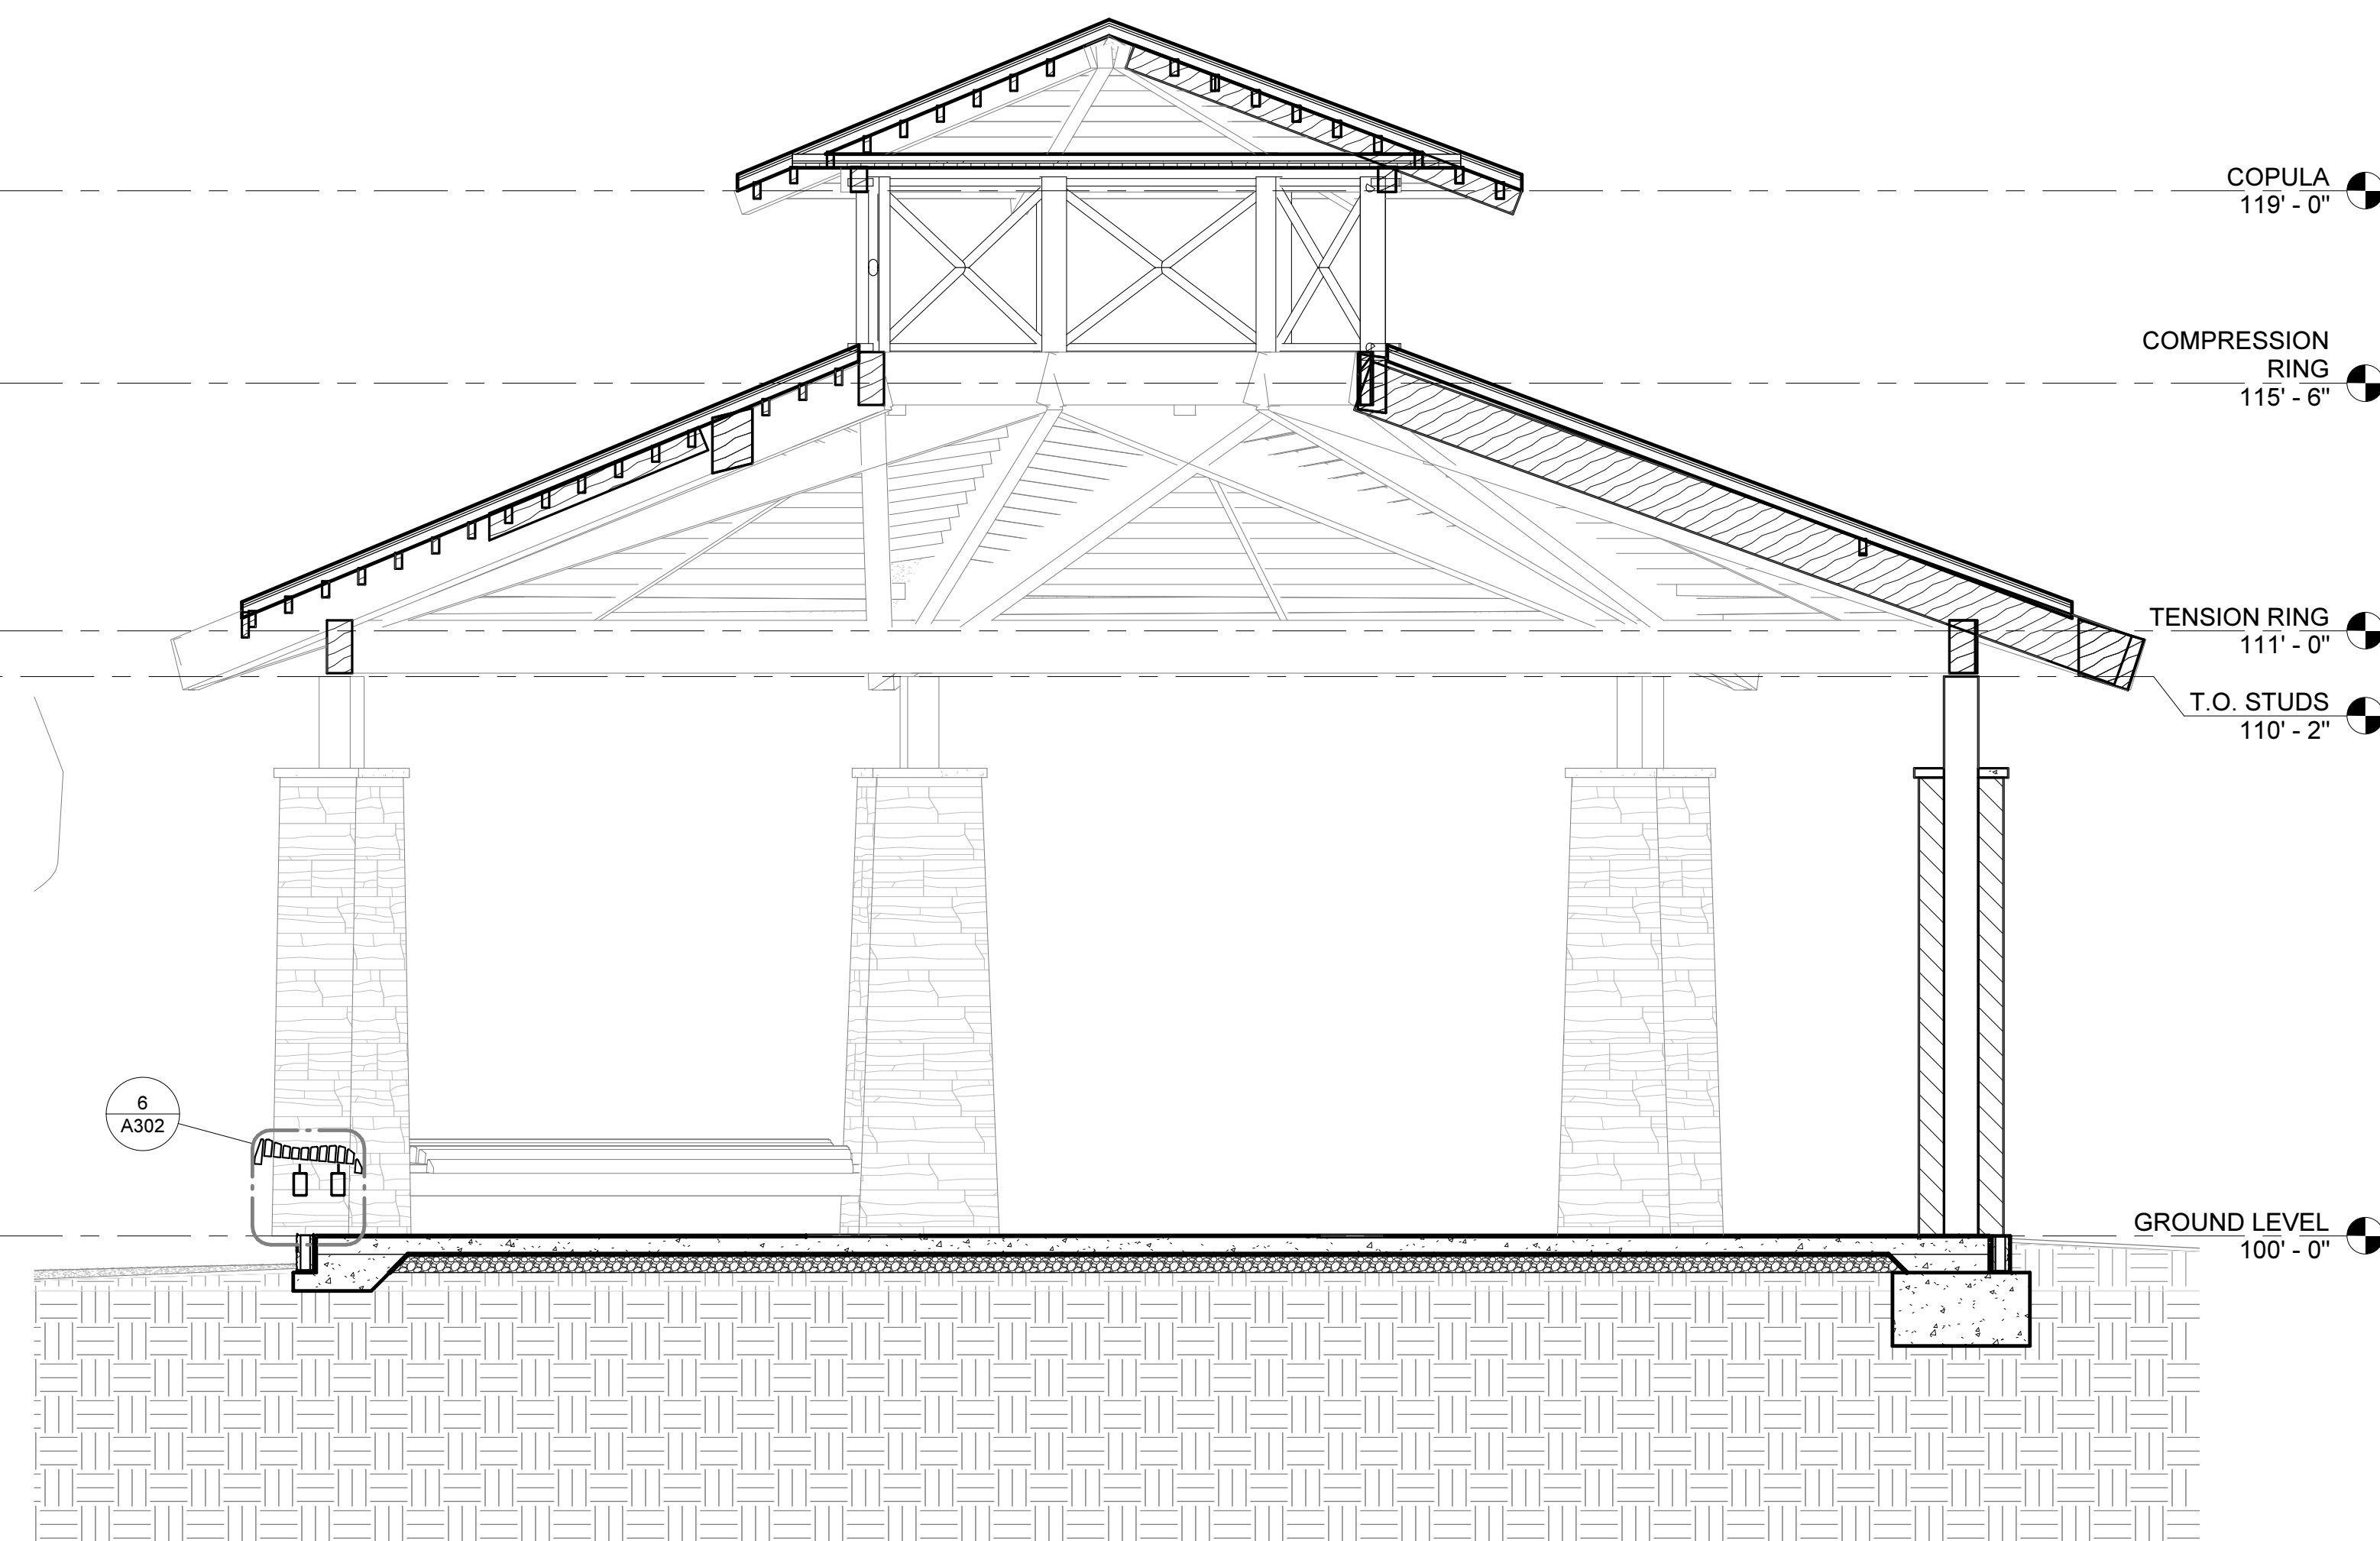 COPULA
119' - 0"
COMPRESSION
RING
115' - 6"
TENSION RING
111' - 0"
T.O. STUDS
110' - 2"
6
A302
GROUND LEVEL
100' - 0"